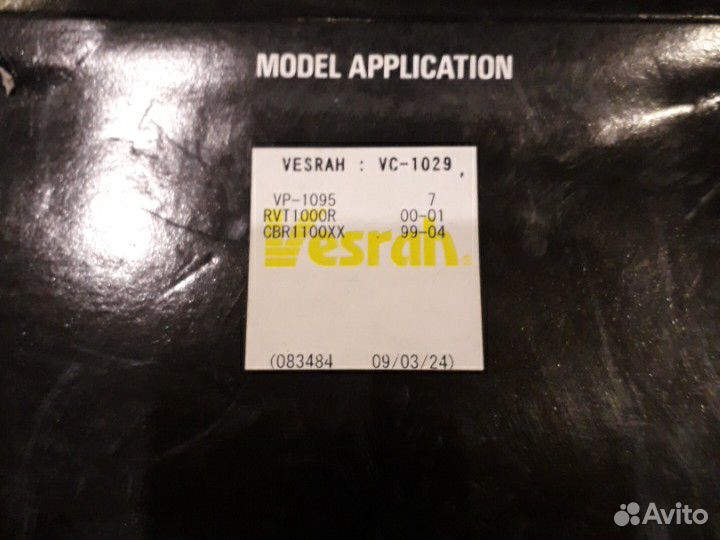 MODEL APPLICATION
VESRAH : VC-1029 ,
VP-1095 7
RVT1000R 00-01
CBR1100XX 99-04
Vesrah®
(083484 09/03/24)
Avito